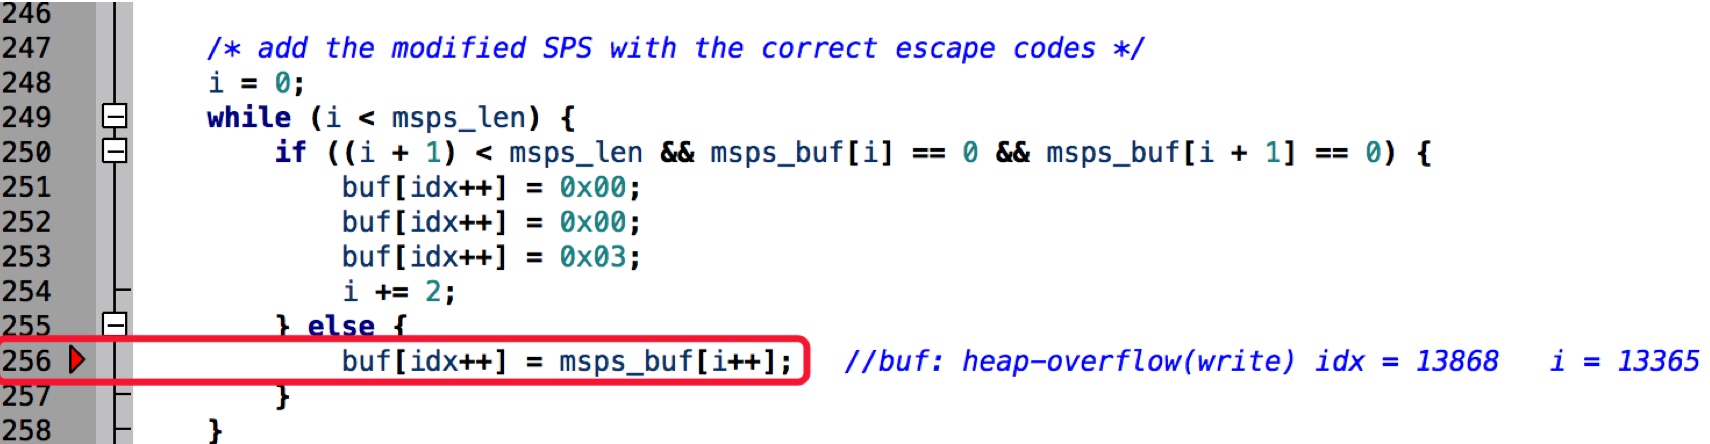 246
247 /* add the modified SPS with the correct escape codes */
248 i = 0;
249 while (i < msps_len) {
250 if ((i + 1) < msps_len && msps_buf[i] == 0 && msps_buf[i + 1] == 0) {
251 buf[idx++] = 0x00;
252 buf[idx++] = 0x00;
253 buf[idx++] = 0x03;
254 i += 2;
255 } else {
256 buf[idx++] = msps_buf[i++]; //buf: heap-overflow(write) idx = 13868 i = 13365
257 }
258 }